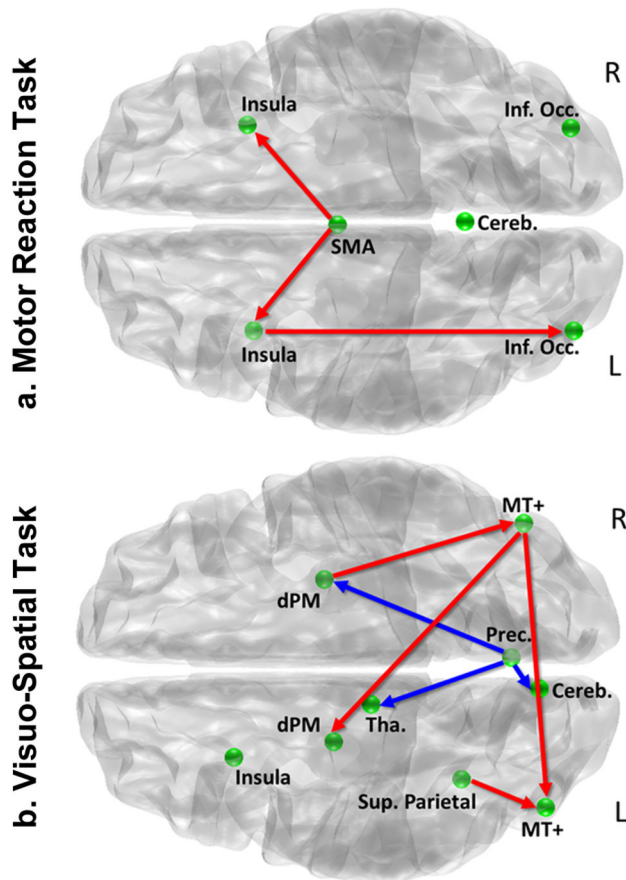 a. Motor Reaction Task
R
Insula
Inf. Occ.
SMA
Cereb.
Insula
Inf. Occ.
L
b. Visuo-Spatial Task
MT+
R
dPM
Prec.
Cereb.
Tha.
dPM
Insula
Sup. Parietal
MT+
L